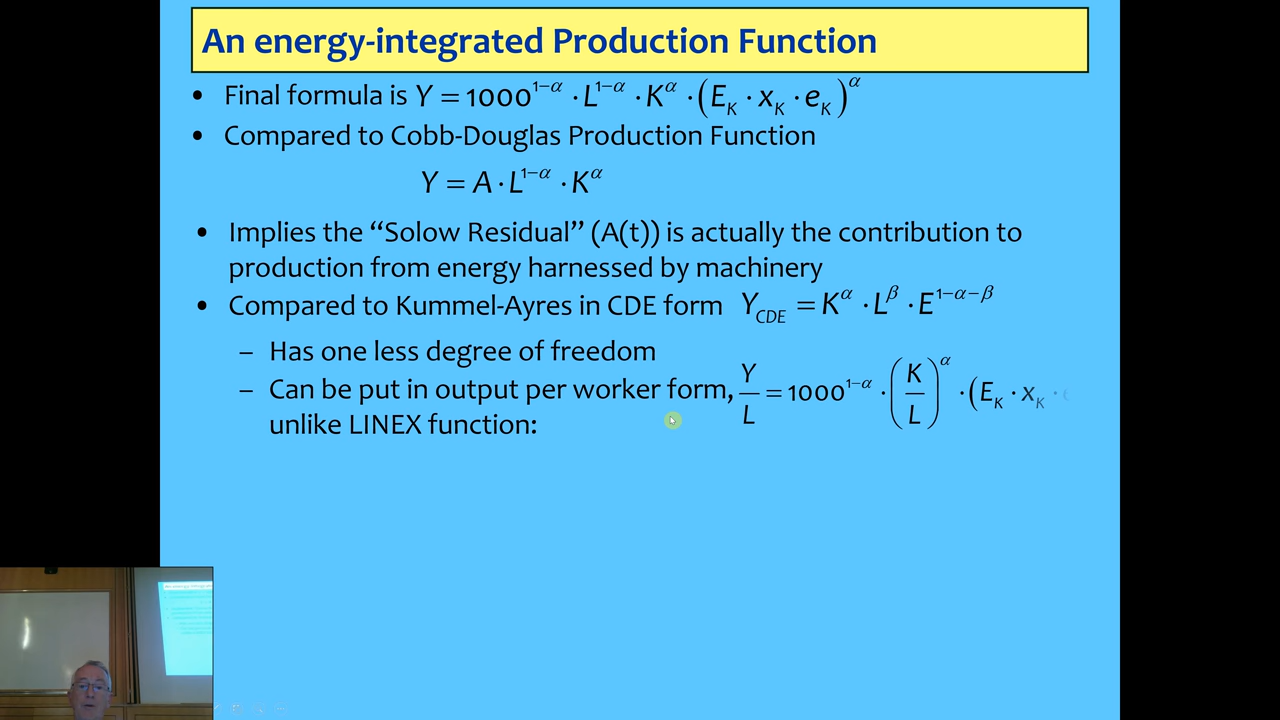 An energy-integrated Production Function
• Final formula is Y = 1000^{1−α} · L^{1−α} · K^α · (E_K · x_K · e_K)^α
• Compared to Cobb-Douglas Production Function
Y = A · L^{1−α} · K^α
• Implies the “Solow Residual” (A(t)) is actually the contribution to
production from energy harnessed by machinery
• Compared to Kummel-Ayres in CDE form Y_{CDE} = K^α · L^β · E^{1−α−β}
– Has one less degree of freedom
– Can be put in output per worker form, Y/L = 1000^{1−α} · (K/L)^α · (E_K · x_K ·
unlike LINEX function: